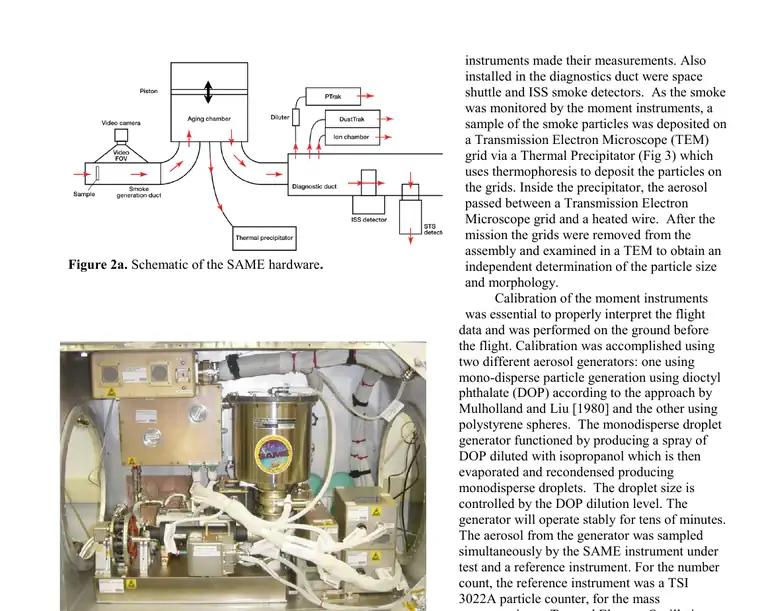 Piston
Aging chamber
Video camera
Video
FOV
Sample
Smoke
generation duct
Diluter
PTrak
DustTrak
Ion chamber
Diagnostic duct
ISS detector
STS
Thermal precipitator
Figure 2a. Schematic of the SAME hardware.
SAME
instruments made their measurements. Also
installed in the diagnostics duct were space
shuttle and ISS smoke detectors. As the smoke
was monitored by the moment instruments, a
sample of the smoke particles was deposited on
a Transmission Electron Microscope (TEM)
grid via a Thermal Precipitator (Fig 3) which
uses thermophoresis to deposit the particles on
the grids. Inside the precipitator, the aerosol
passed between a Transmission Electron
Microscope grid and a heated wire. After the
mission the grids were removed from the
assembly and examined in a TEM to obtain an
independent determination of the particle size
and morphology.
Calibration of the moment instruments
was essential to properly interpret the flight
data and was performed on the ground before
the flight. Calibration was accomplished using
two different aerosol generators: one using
mono-disperse particle generation using dioctyl
phthalate (DOP) according to the approach by
Mulholland and Liu [1980] and the other using
polystyrene spheres. The monodisperse droplet
generator functioned by producing a spray of
DOP diluted with isopropanol which is then
evaporated and recondensed producing
monodisperse droplets. The droplet size is
controlled by the DOP dilution level. The
generator will operate stably for tens of minutes.
The aerosol from the generator was sampled
simultaneously by the SAME instrument under
test and a reference instrument. For the number
count, the reference instrument was a TSI
3022A particle counter, for the mass